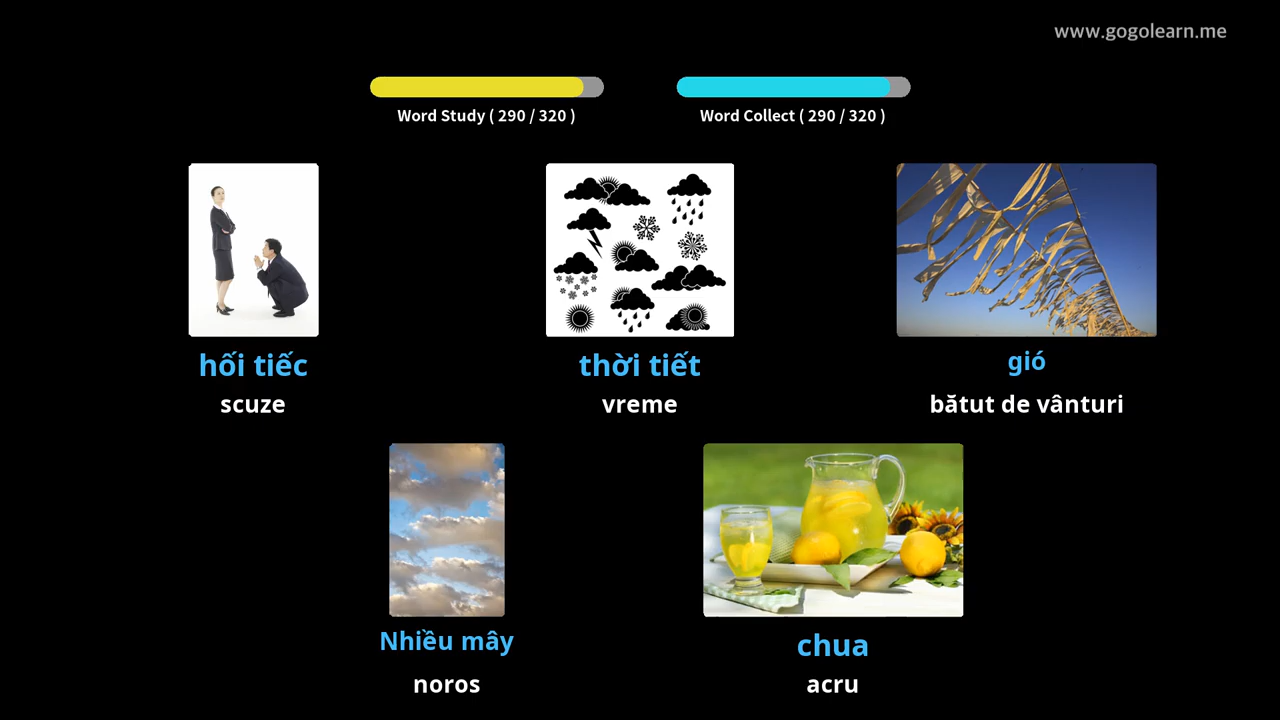 www.gogolearn.me
Word Study ( 290 / 320 )
Word Collect ( 290 / 320 )
hối tiếc
thời tiết
gió
scuze
vreme
bătut de vânturi
Nhiều mây
chua
noros
acru